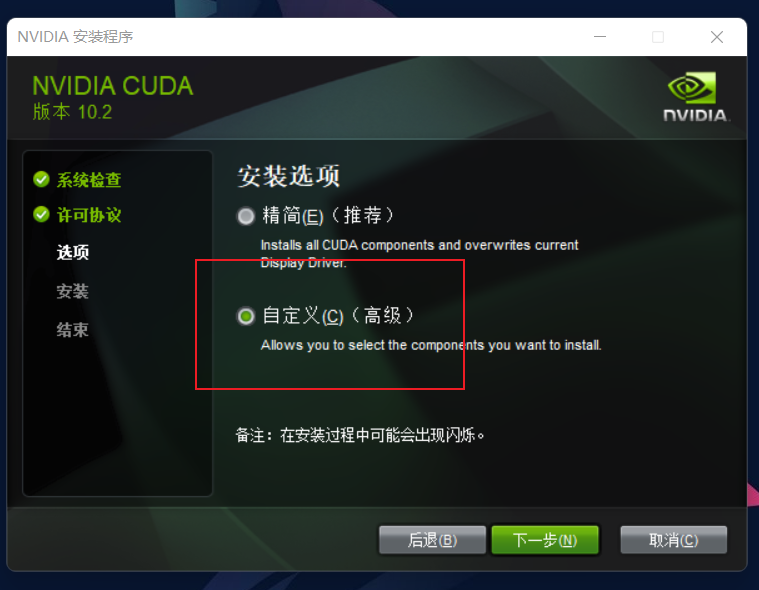 NVIDIA 安装程序
NVIDIA CUDA
版本 10.2
NVIDIA.
系统检查
许可协议
选项
安装
结束
安装选项
精简(E)（推荐）
Installs all CUDA components and overwrites current
Display Driver.
自定义(C)（高级）
Allows you to select the components you want to install.
备注：在安装过程中可能会出现闪烁。
后退(B)
下一步(N)
取消(C)